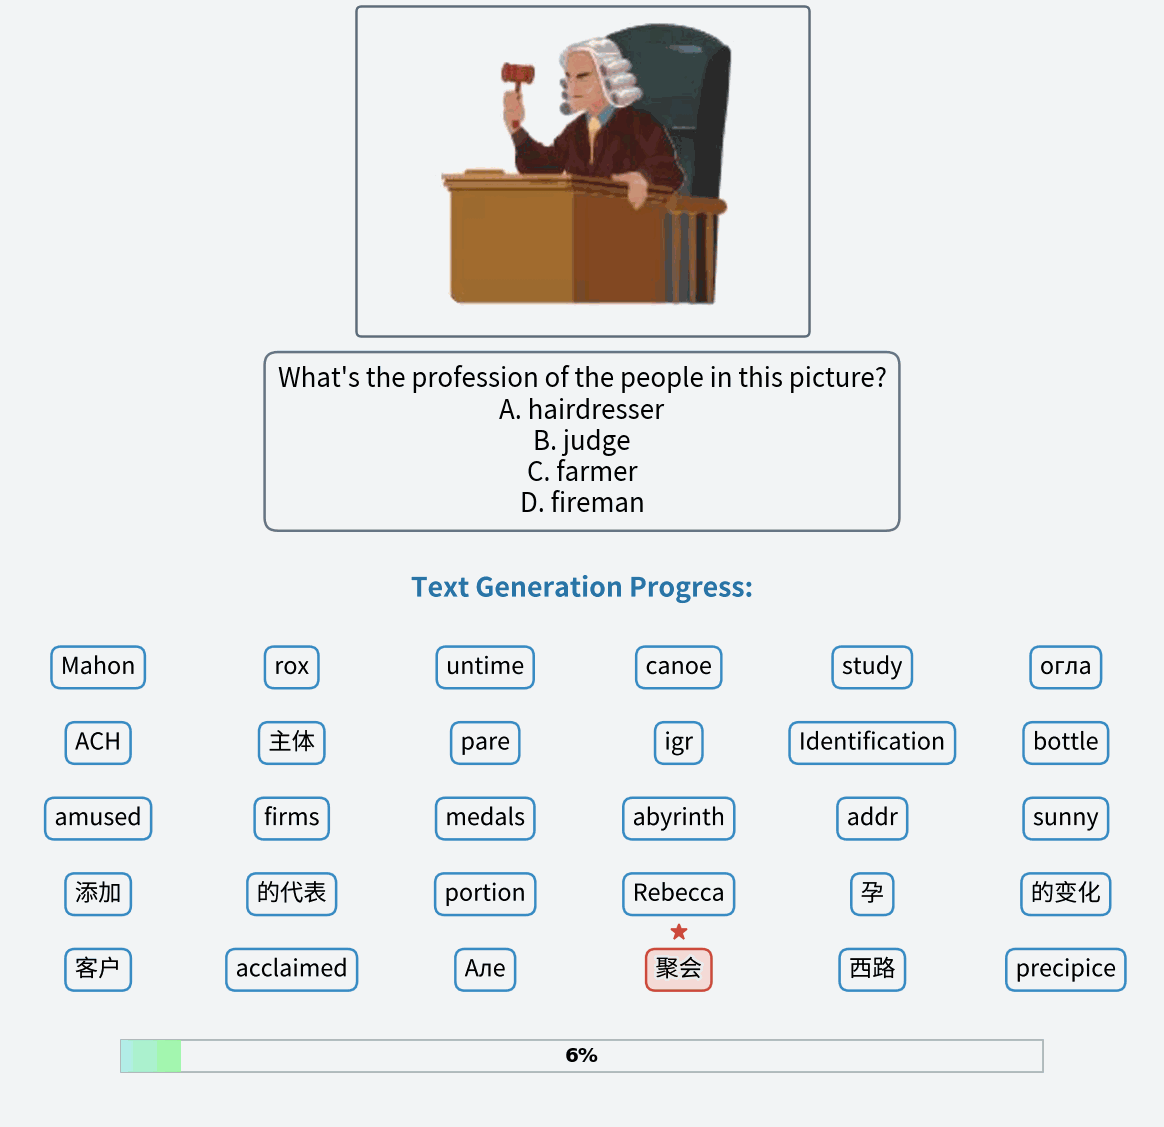 What's the profession of the people in this picture?
A. hairdresser
B. judge
C. farmer
D. fireman
Text Generation Progress:
Mahon rox untime canoe study огла
ACH 主体 pare igr Identification bottle
amused firms medals abyrinth addr sunny
添加 的代表 portion Rebecca 孕 的变化
客户 acclaimed Але 聚会 西路 precipice
6%